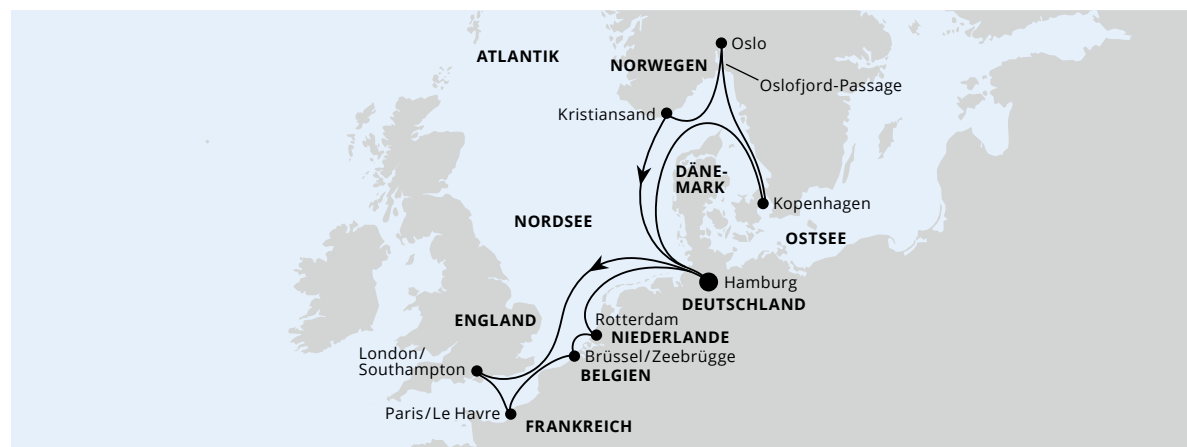 Oslo
ATLANTIK
NORWEGEN
Oslofjord-Passage
Kristiansand
DÄNE-
MARK
Kopenhagen
NORDSEE
OSTSEE
Hamburg
DEUTSCHLAND
ENGLAND
Rotterdam
NIEDERLANDE
London/
Southampton
Brüssel/Zeebrügge
BELGIEN
Paris/Le Havre
FRANKREICH